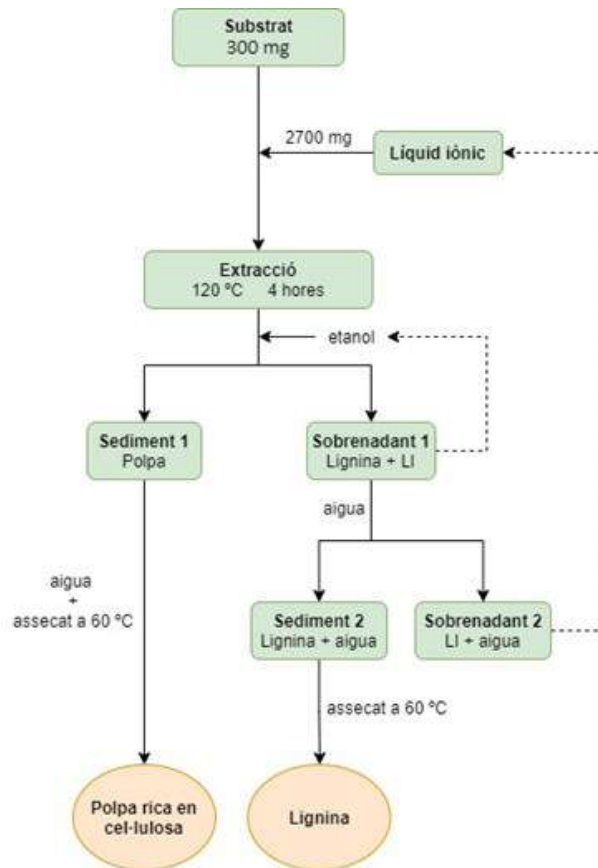 Substrat
300 mg
2700 mg
Líquid iònic
Extracció
120 ºC 4 hores
etanol
Sediment 1
Polpa
Sobrenadant 1
Lignina + LI
aigua
aigua
+
assecat a 60 ºC
Sediment 2
Lignina + aigua
Sobrenadant 2
LI + aigua
assecat a 60 ºC
Polpa rica en
cel·lulosa
Lignina